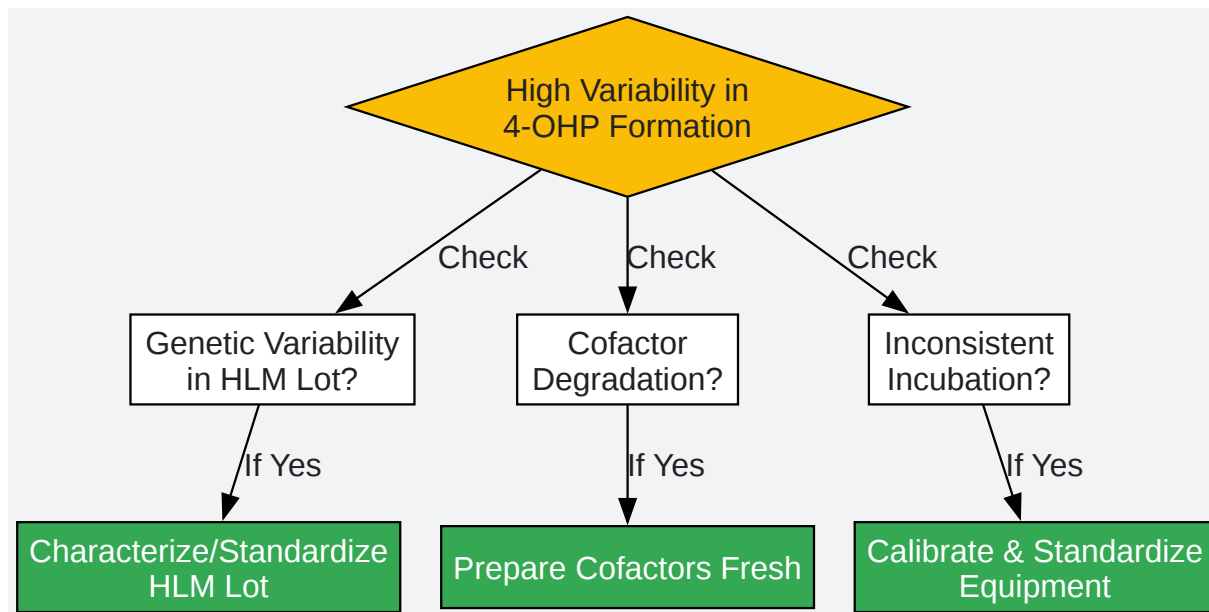 High Variability in
4-OHP Formation
Check
Check
Check
Genetic Variability
in HLM Lot?
Cofactor
Degradation?
Inconsistent
Incubation?
If Yes
If Yes
If Yes
Characterize/Standardize
HLM Lot
Prepare Cofactors Fresh
Calibrate & Standardize
Equipment